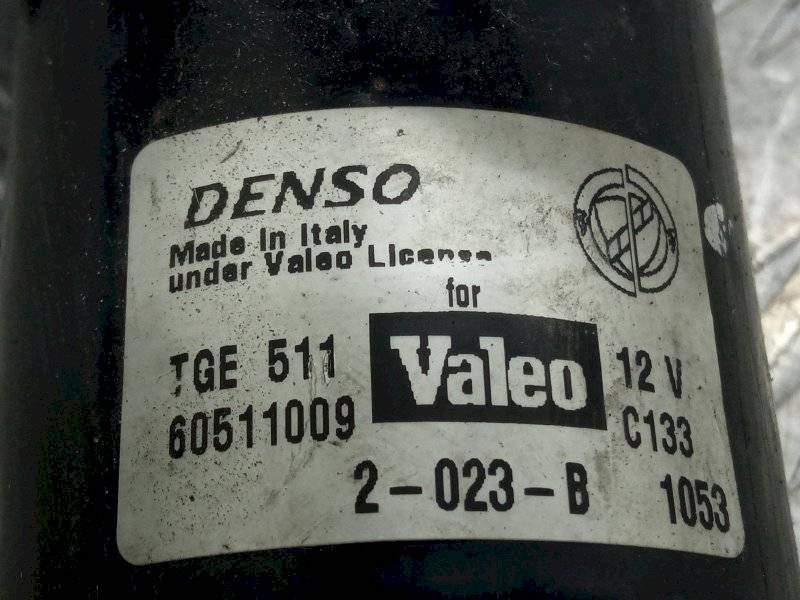 DENSO
Made in Italy
under Valeo License
for
TGE 511 Valeo 12 V
60511009 C133
2-023-B 1053